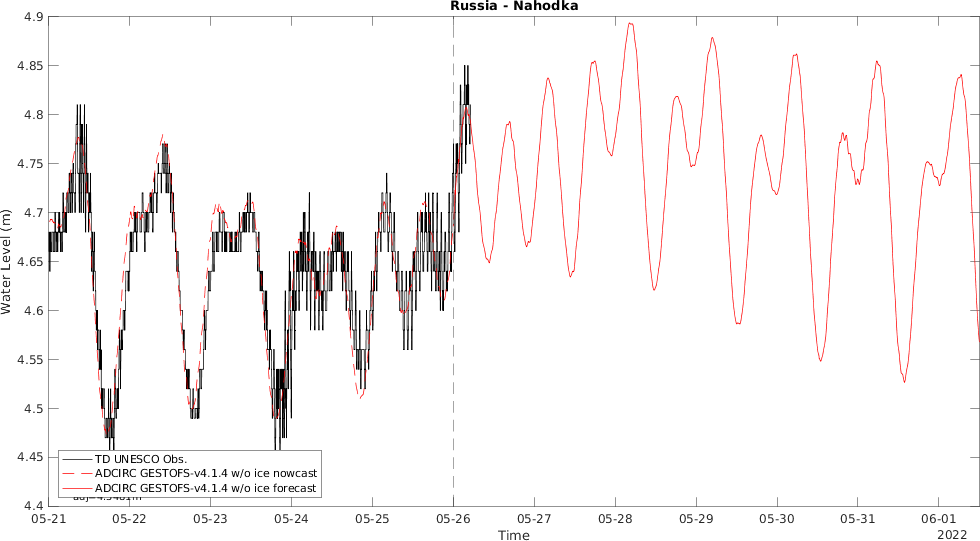 Russia - Nahodka
4.9
4.85
4.8
4.75
4.7
4.65
4.6
4.55
4.5
4.45
4.4
Water Level (m)
TD UNESCO Obs.
ADCIRC GESTOFS-v4.1.4 w/o ice nowcast
ADCIRC GESTOFS-v4.1.4 w/o ice forecast
05-21 05-22 05-23 05-24 05-25 05-26 05-27 05-28 05-29 05-30 05-31 06-01
Time
2022